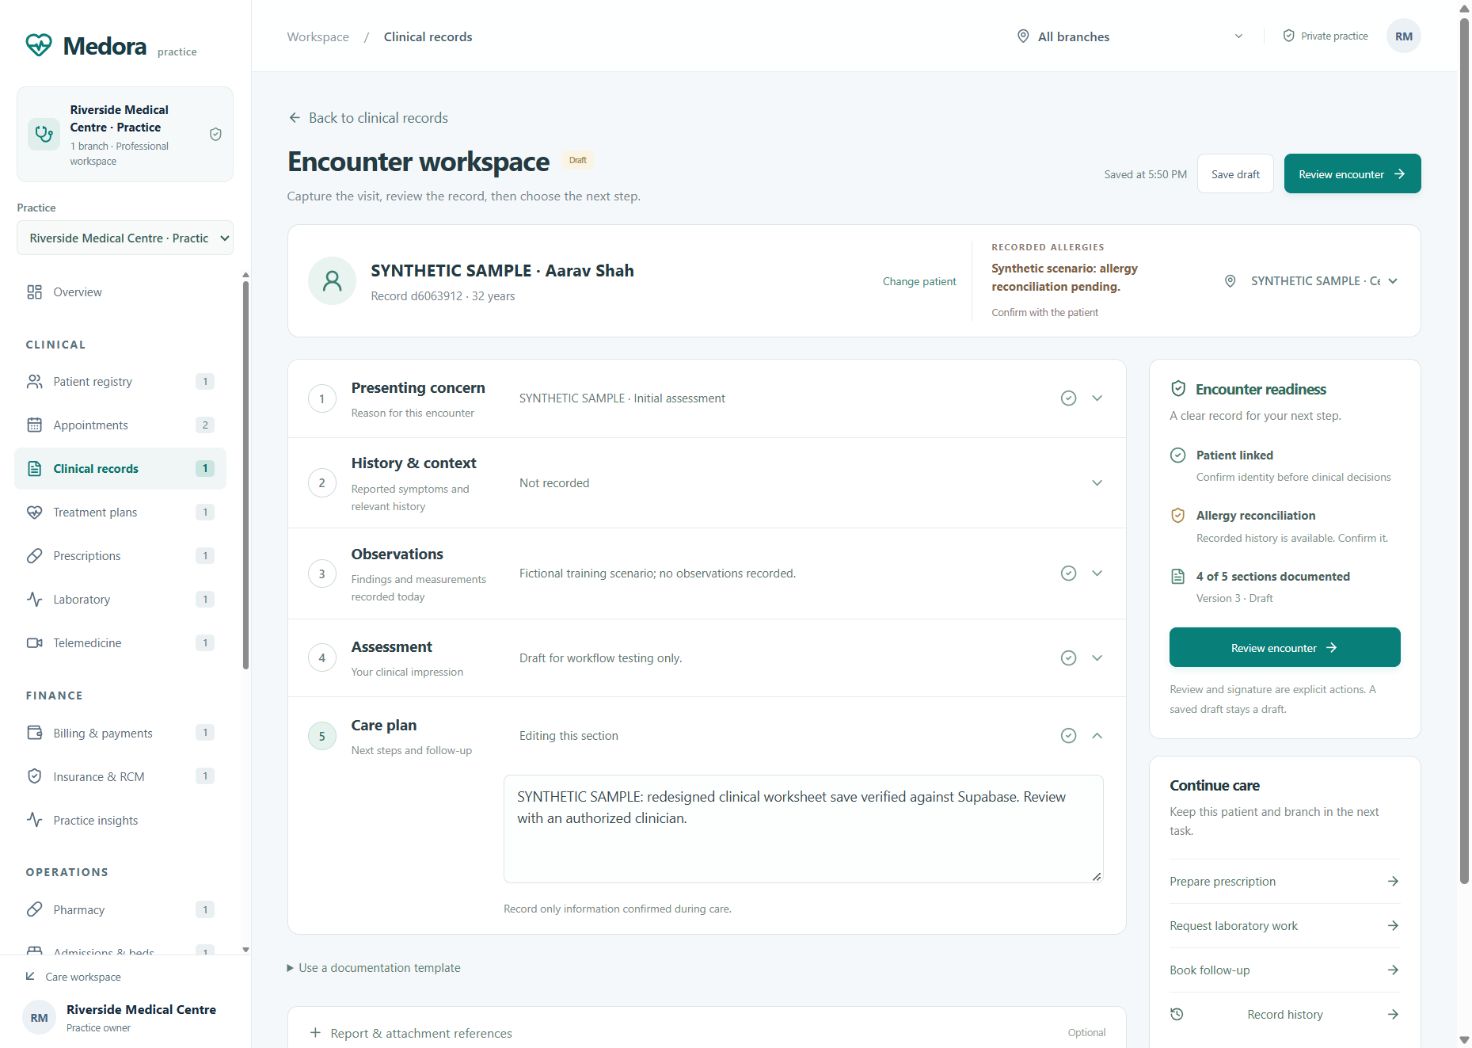 Medora practice
Riverside Medical
Centre · Practice
1 branch · Professional
workspace
Practice
Riverside Medical Centre · Practic
Overview
CLINICAL
Patient registry 1
Appointments 2
Clinical records 1
Treatment plans 1
Prescriptions 1
Laboratory 1
Telemedicine 1
FINANCE
Billing & payments 1
Insurance & RCM 1
Practice insights
OPERATIONS
Pharmacy 1
Admissions & beds 1
Care workspace
RM
Riverside Medical Centre
Practice owner
Workspace / Clinical records
All branches
Private practice
RM
Back to clinical records
Encounter workspace Draft
Capture the visit, review the record, then choose the next step.
Saved at 5:50 PM
Save draft
Review encounter
SYNTHETIC SAMPLE · Aarav Shah
Record d6063912 · 32 years
Change patient
RECORDED ALLERGIES
Synthetic scenario: allergy
reconciliation pending.
Confirm with the patient
SYNTHETIC SAMPLE · Ce
1
Presenting concern
Reason for this encounter
SYNTHETIC SAMPLE · Initial assessment
2
History & context
Reported symptoms and
relevant history
Not recorded
3
Observations
Findings and measurements
recorded today
Fictional training scenario; no observations recorded.
4
Assessment
Your clinical impression
Draft for workflow testing only.
5
Care plan
Next steps and follow-up
Editing this section
SYNTHETIC SAMPLE: redesigned clinical worksheet save verified against Supabase. Review
with an authorized clinician.
Record only information confirmed during care.
Use a documentation template
Report & attachment references
Optional
Encounter readiness
A clear record for your next step.
Patient linked
Confirm identity before clinical decisions
Allergy reconciliation
Recorded history is available. Confirm it.
4 of 5 sections documented
Version 3 · Draft
Review encounter
Review and signature are explicit actions. A
saved draft stays a draft.
Continue care
Keep this patient and branch in the next
task.
Prepare prescription
Request laboratory work
Book follow-up
Record history